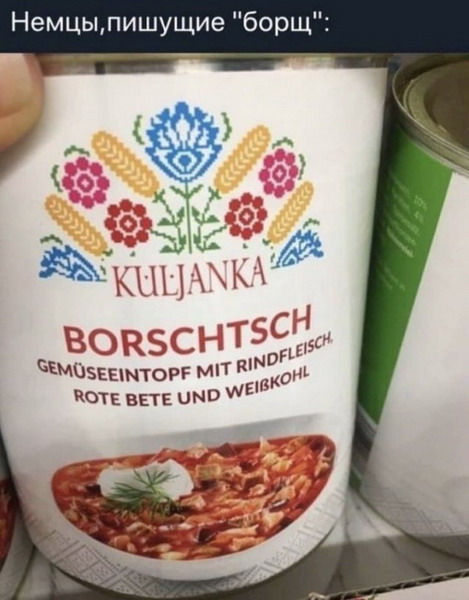 Немцы,пишущие "борщ":
KULJANKA
BORSCHTSCH
GEMÜSEEINTOPF MIT RINDFLEISCH,
ROTE BETE UND WEIßKOHL